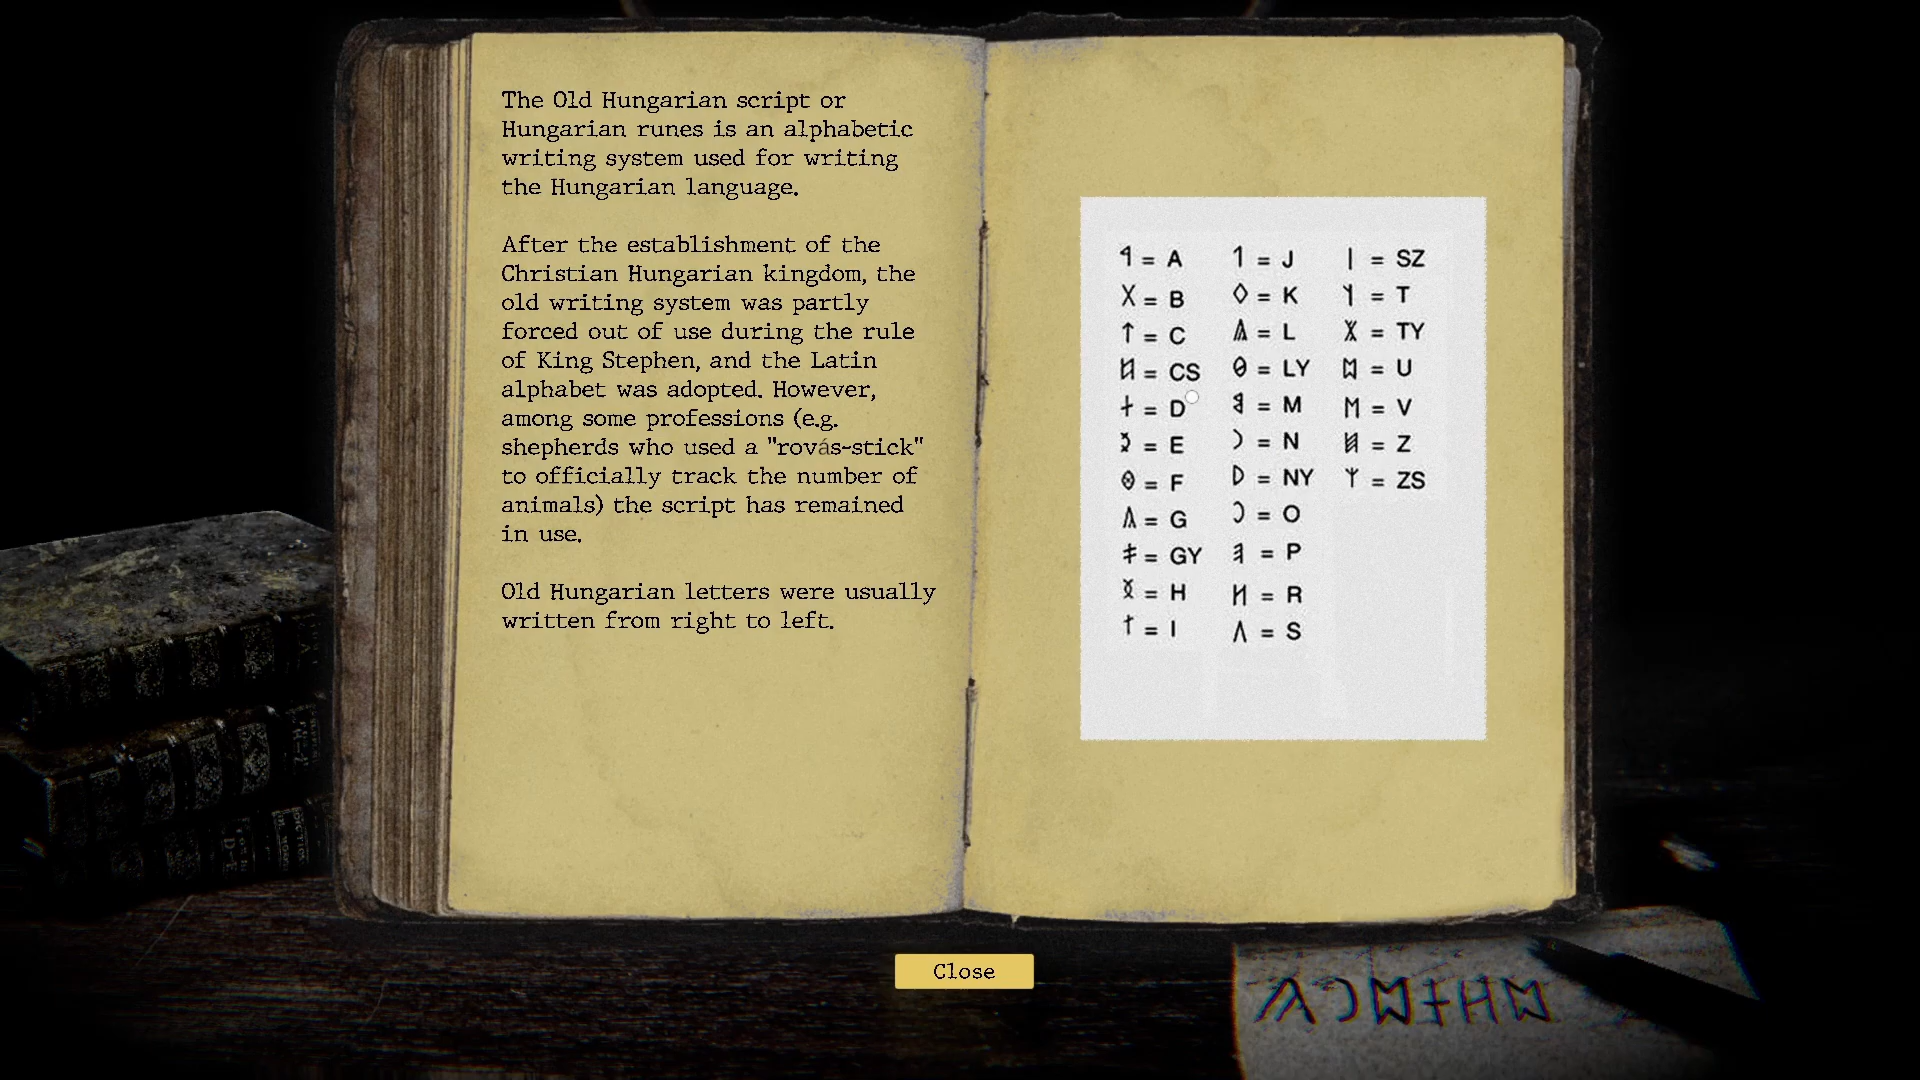 The Old Hungarian script or
Hungarian runes is an alphabetic
writing system used for writing
the Hungarian language.
After the establishment of the
Christian Hungarian kingdom, the
old writing system was partly
forced out of use during the rule
of King Stephen, and the Latin
alphabet was adopted. However,
among some professions (e.g.
shepherds who used a "rovás-stick"
to officially track the number of
animals) the script has remained
in use.
Old Hungarian letters were usually
written from right to left.
= A
= B
= C
= CS
= D
= E
= F
= G
= GY
= H
= I
= J
= K
= L
= LY
= M
= N
= NY
= O
= P
= R
= S
= SZ
= T
= TY
= U
= V
= Z
= ZS
Close